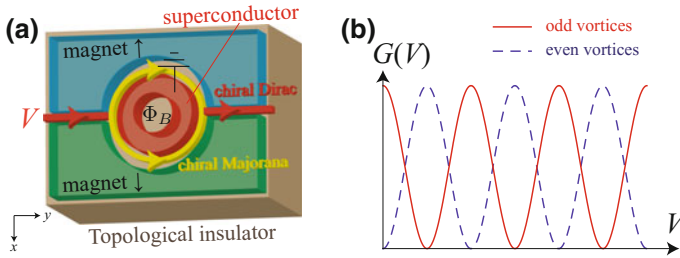 (a)
superconductor
magnet ↑
chiral Dirac
V
Φ_B
chiral Majorana
magnet ↓
y
x
Topological insulator
(b)
odd vortices
even vortices
G(V)
V